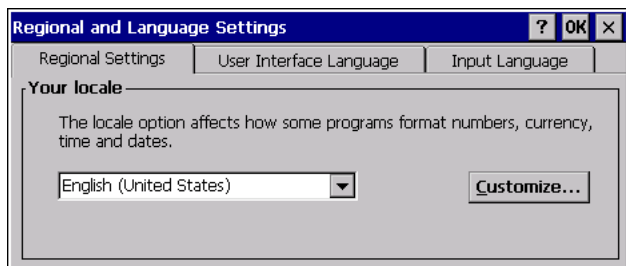 Regional and Language Settings ? OK ×
Regional Settings User Interface Language Input Language
Your locale
The locale option affects how some programs format numbers, currency,
time and dates.
English (United States) Customize...